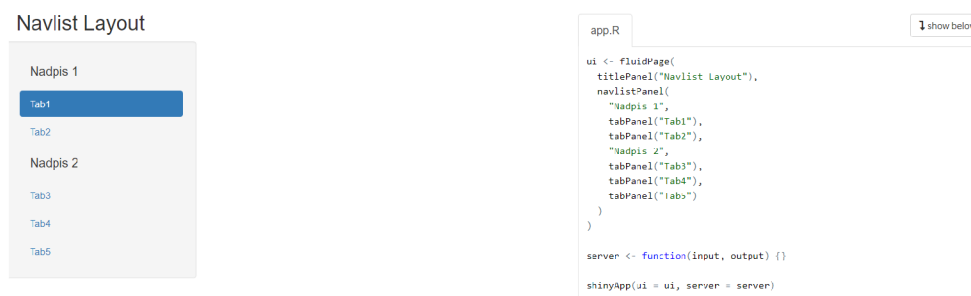 Navlist Layout
Nadpis 1
Tab1
Tab2
Nadpis 2
Tab3
Tab4
Tab5
app.R
show below
ui <- fluidPage(
  titlePanel("Navlist Layout"),
  navlistPanel(
    "Nadpis 1",
    tabPanel("Tab1"),
    tabPanel("Tab2"),
    "Nadpis 2",
    tabPanel("Tab3"),
    tabPanel("Tab4"),
    tabPanel("Tab5")
  )
)
server <- function(input, output) {}
shinyApp(ui = ui, server = server)